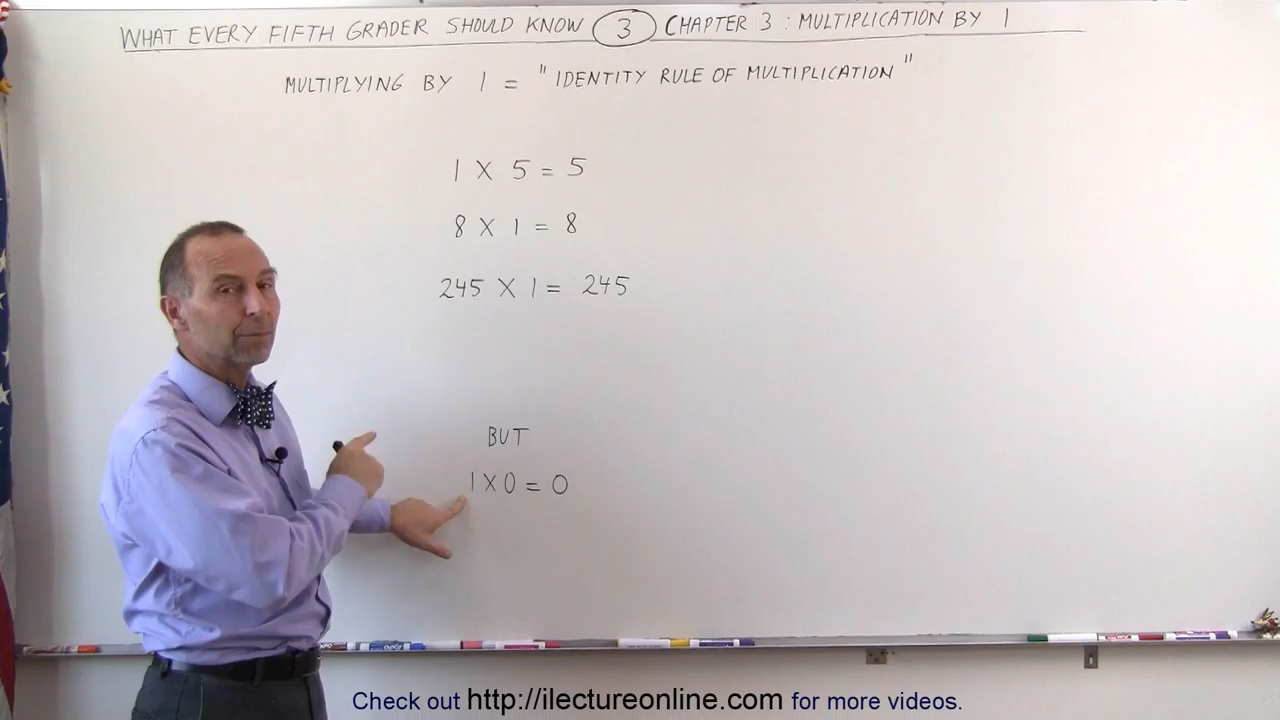 WHAT EVERY FIFTH GRADER SHOULD KNOW 3 CHAPTER 3 : MULTIPLICATION BY 1
MULTIPLYING BY 1 = "IDENTITY RULE OF MULTIPLICATION"
1 X 5 = 5
8 X 1 = 8
245 X 1 = 245
BUT
1 X 0 = 0
Check out http://ilectureonline.com for more videos.